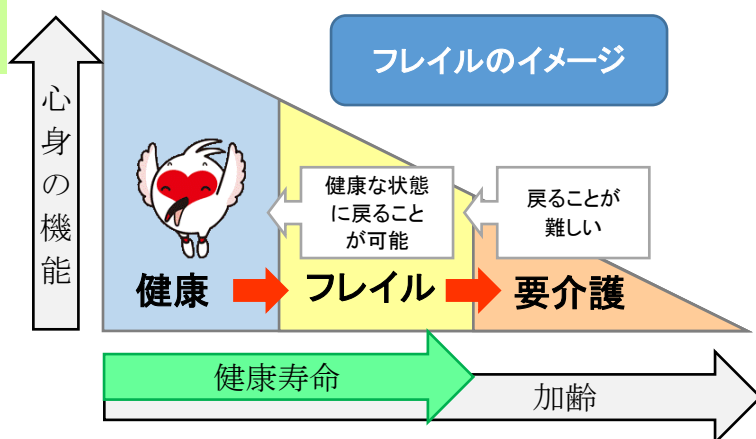 フレイルのイメージ
心身の機能
健康な状態
に戻ること
が可能
戻ることが
難しい
健康
フレイル
要介護
健康寿命
加齢